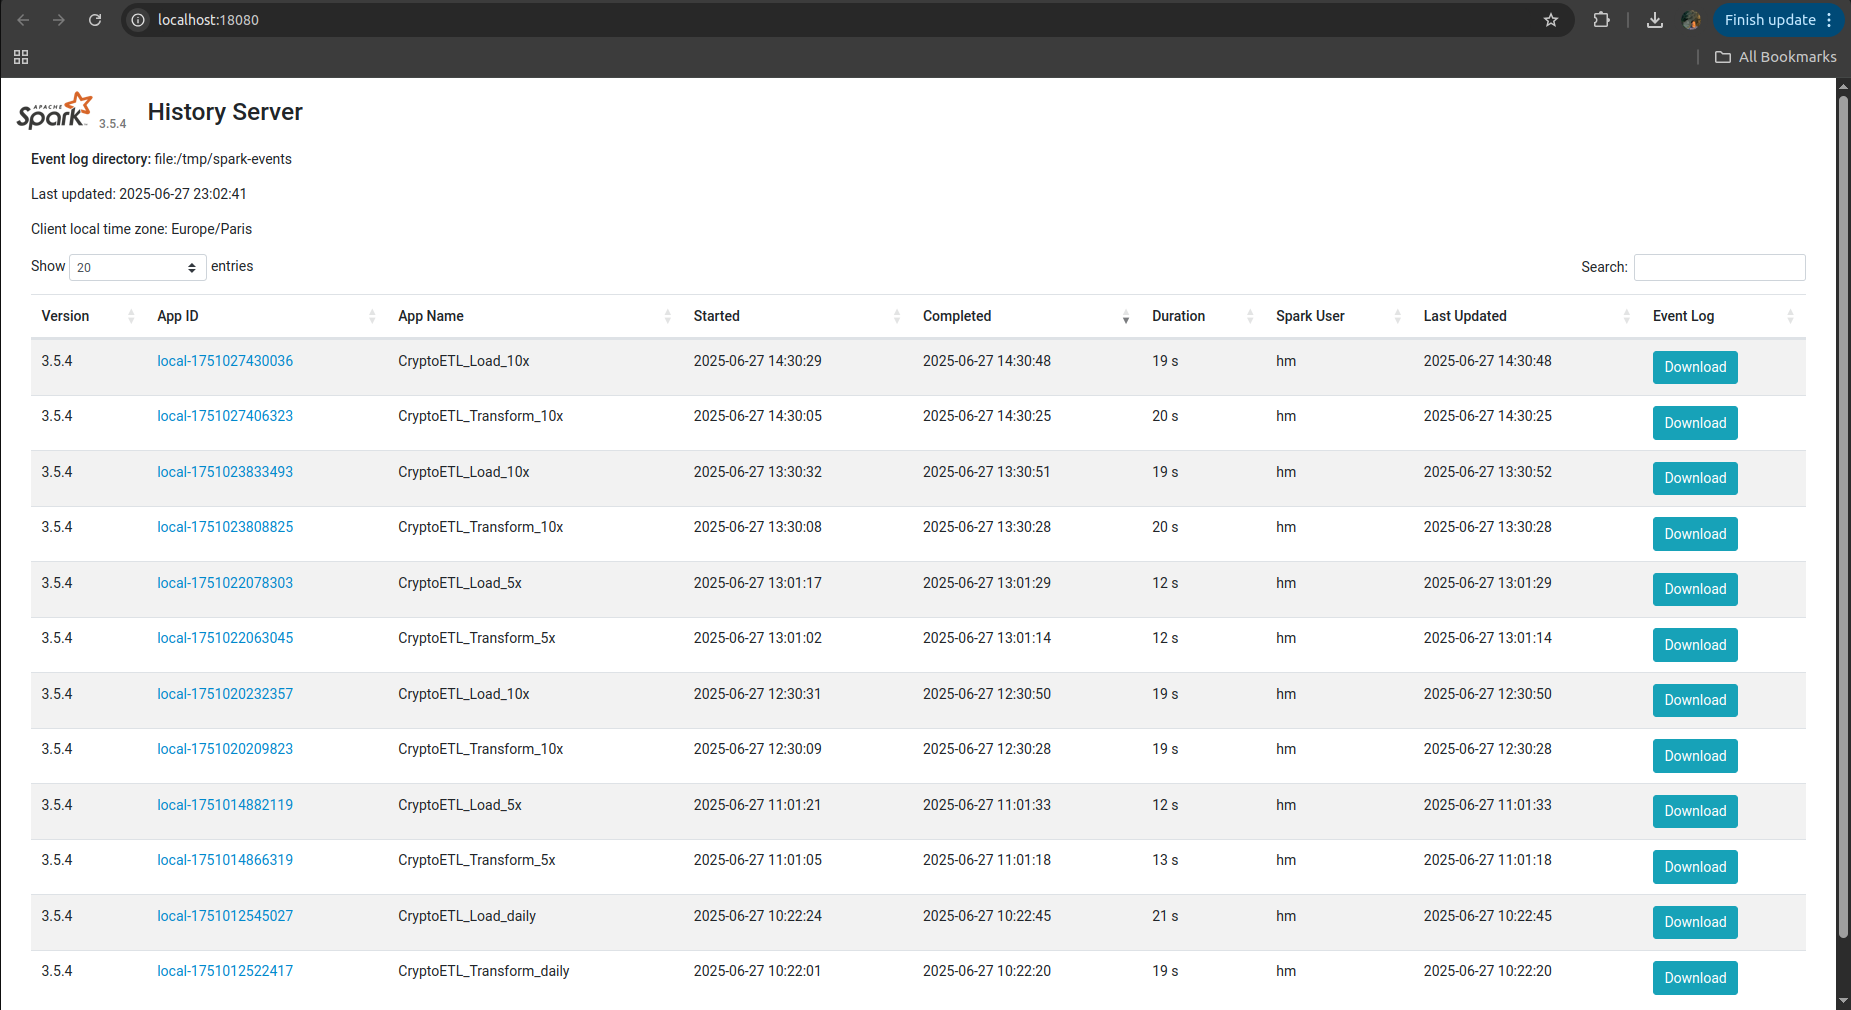 localhost:18080
Finish update
All Bookmarks
APACHE
Spark 3.5.4 History Server
Event log directory: file:/tmp/spark-events
Last updated: 2025-06-27 23:02:41
Client local time zone: Europe/Paris
Show 20 entries Search:
Version App ID App Name Started Completed Duration Spark User Last Updated Event Log
3.5.4 local-1751027430036 CryptoETL_Load_10x 2025-06-27 14:30:29 2025-06-27 14:30:48 19 s hm 2025-06-27 14:30:48 Download
3.5.4 local-1751027406323 CryptoETL_Transform_10x 2025-06-27 14:30:05 2025-06-27 14:30:25 20 s hm 2025-06-27 14:30:25 Download
3.5.4 local-1751023833493 CryptoETL_Load_10x 2025-06-27 13:30:32 2025-06-27 13:30:51 19 s hm 2025-06-27 13:30:52 Download
3.5.4 local-1751023808825 CryptoETL_Transform_10x 2025-06-27 13:30:08 2025-06-27 13:30:28 20 s hm 2025-06-27 13:30:28 Download
3.5.4 local-1751022078303 CryptoETL_Load_5x 2025-06-27 13:01:17 2025-06-27 13:01:29 12 s hm 2025-06-27 13:01:29 Download
3.5.4 local-1751022063045 CryptoETL_Transform_5x 2025-06-27 13:01:02 2025-06-27 13:01:14 12 s hm 2025-06-27 13:01:14 Download
3.5.4 local-1751020232357 CryptoETL_Load_10x 2025-06-27 12:30:31 2025-06-27 12:30:50 19 s hm 2025-06-27 12:30:50 Download
3.5.4 local-1751020209823 CryptoETL_Transform_10x 2025-06-27 12:30:09 2025-06-27 12:30:28 19 s hm 2025-06-27 12:30:28 Download
3.5.4 local-1751014882119 CryptoETL_Load_5x 2025-06-27 11:01:21 2025-06-27 11:01:33 12 s hm 2025-06-27 11:01:33 Download
3.5.4 local-1751014866319 CryptoETL_Transform_5x 2025-06-27 11:01:05 2025-06-27 11:01:18 13 s hm 2025-06-27 11:01:18 Download
3.5.4 local-1751012545027 CryptoETL_Load_daily 2025-06-27 10:22:24 2025-06-27 10:22:45 21 s hm 2025-06-27 10:22:45 Download
3.5.4 local-1751012522417 CryptoETL_Transform_daily 2025-06-27 10:22:01 2025-06-27 10:22:20 19 s hm 2025-06-27 10:22:20 Download